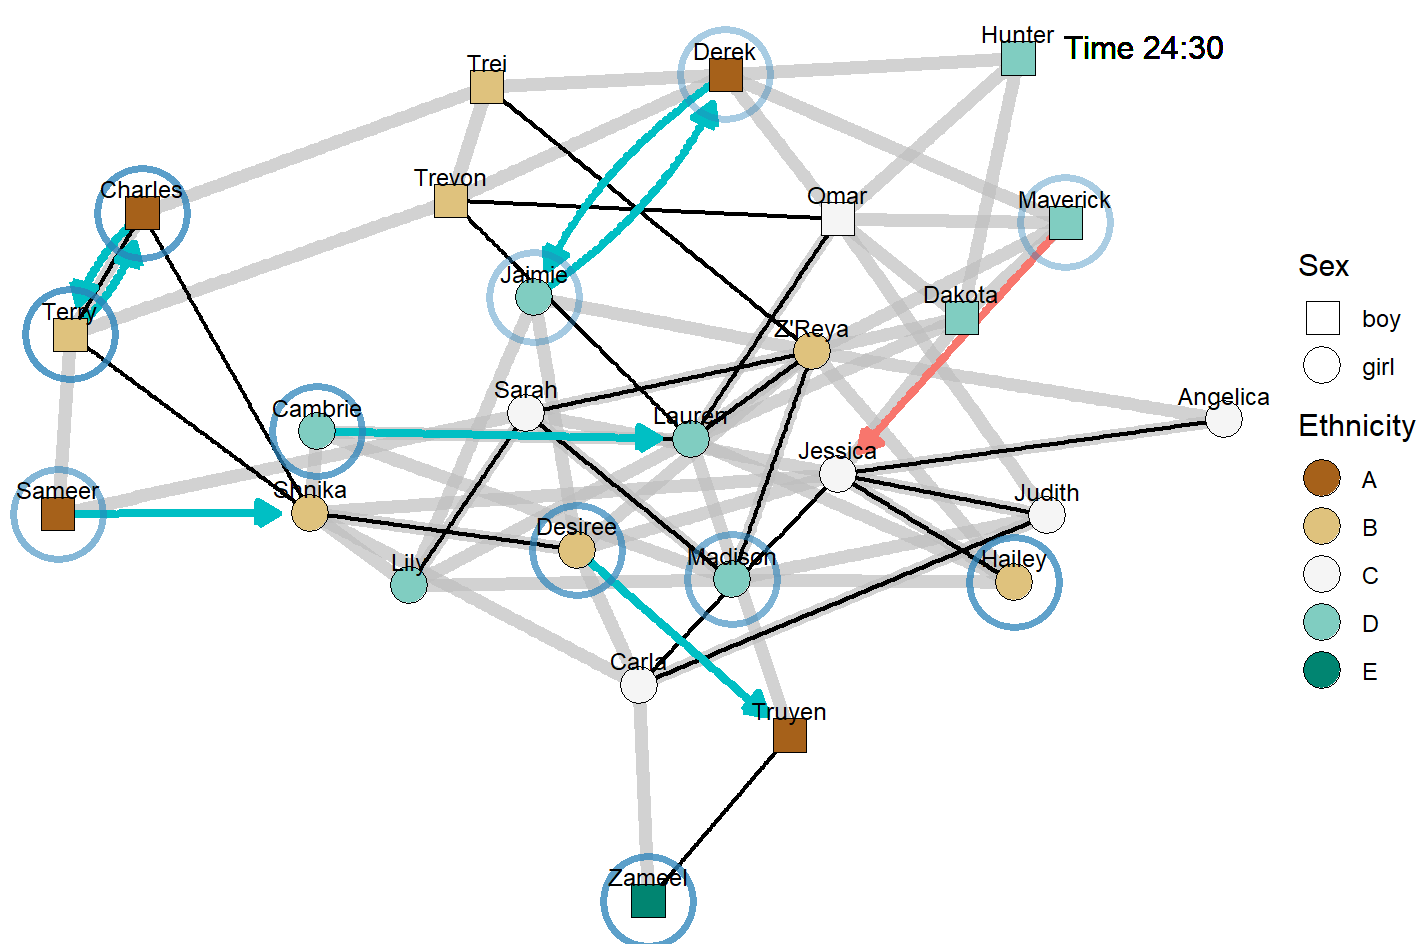 Hunter
Time 24:30
Derek
Trei
Trevon
Charles
Omar
Maverick
Jaimie
Dakota
Terry
Z'Reya
Sarah
Angelica
Cambrie
Lauren
Jessica
Sameer
Shnika
Judith
Desiree
Lily
Madison
Hailey
Carla
Truyen
Zameel
Sex
boy
girl
Ethnicity
A
B
C
D
E